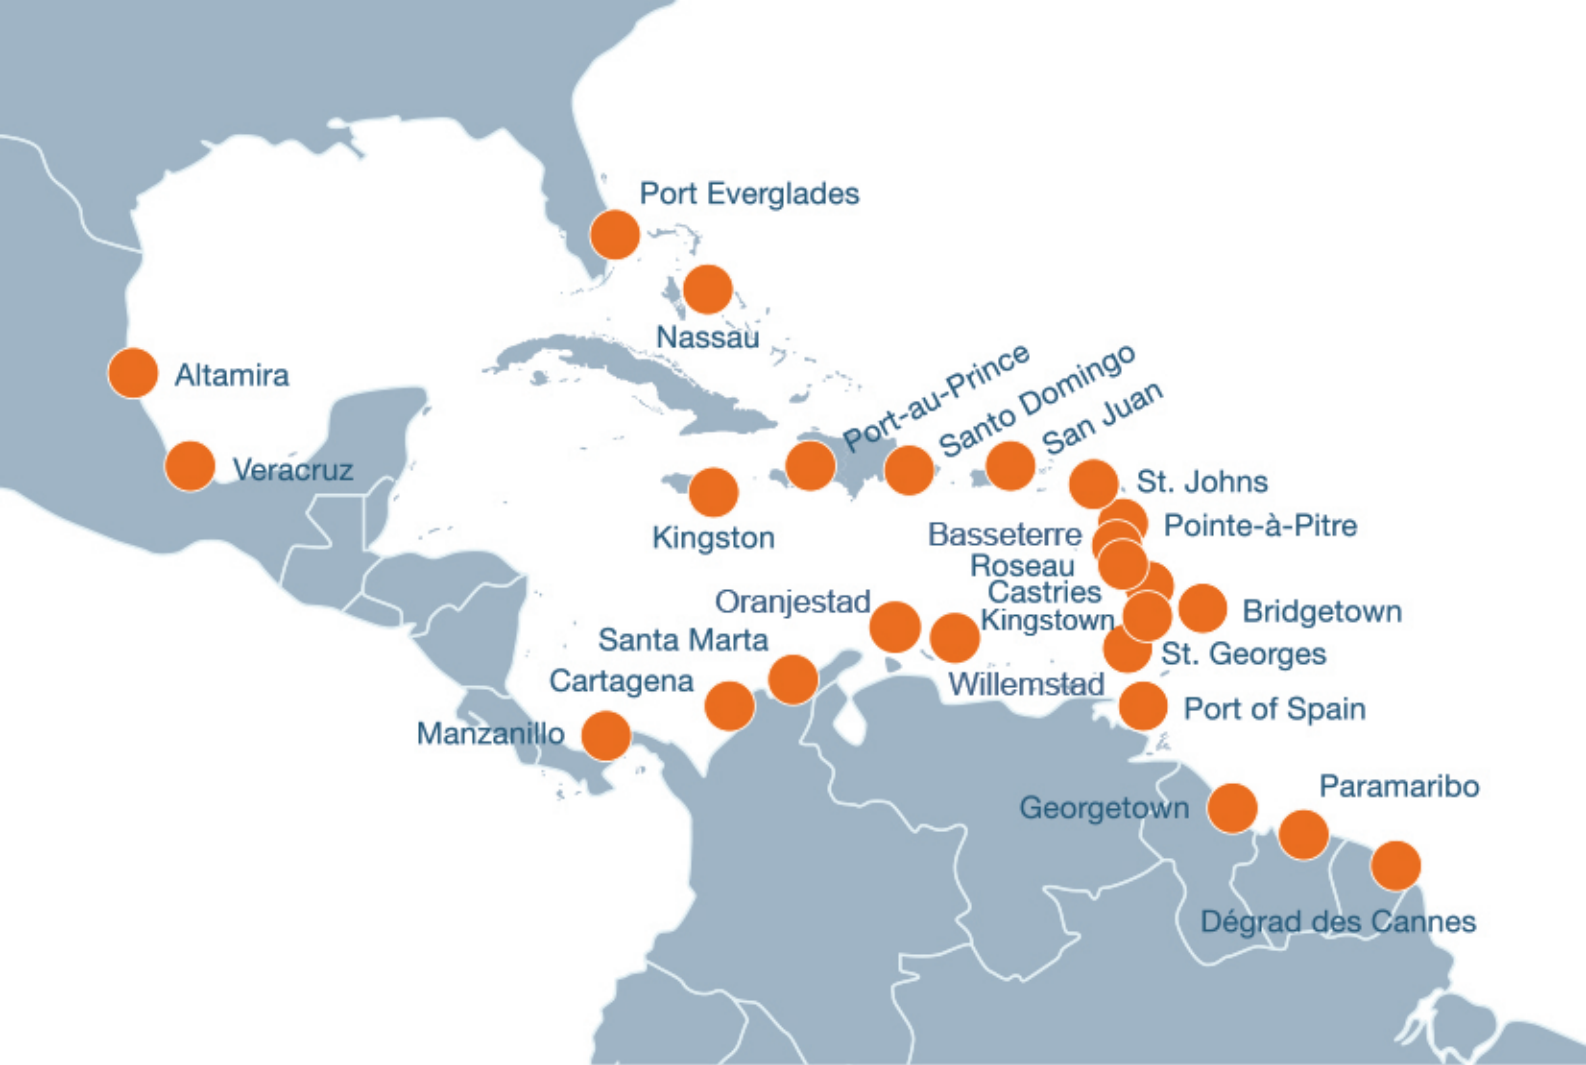 Port Everglades
Nassau
Altamira
Port-au-Prince
Santo Domingo
San Juan
Veracruz
St. Johns
Kingston
Pointe-à-Pitre
Basseterre
Roseau
Castries
Oranjestad
Kingstown
Bridgetown
Santa Marta
St. Georges
Cartagena
Willemstad
Port of Spain
Manzanillo
Paramaribo
Georgetown
Dégrad des Cannes